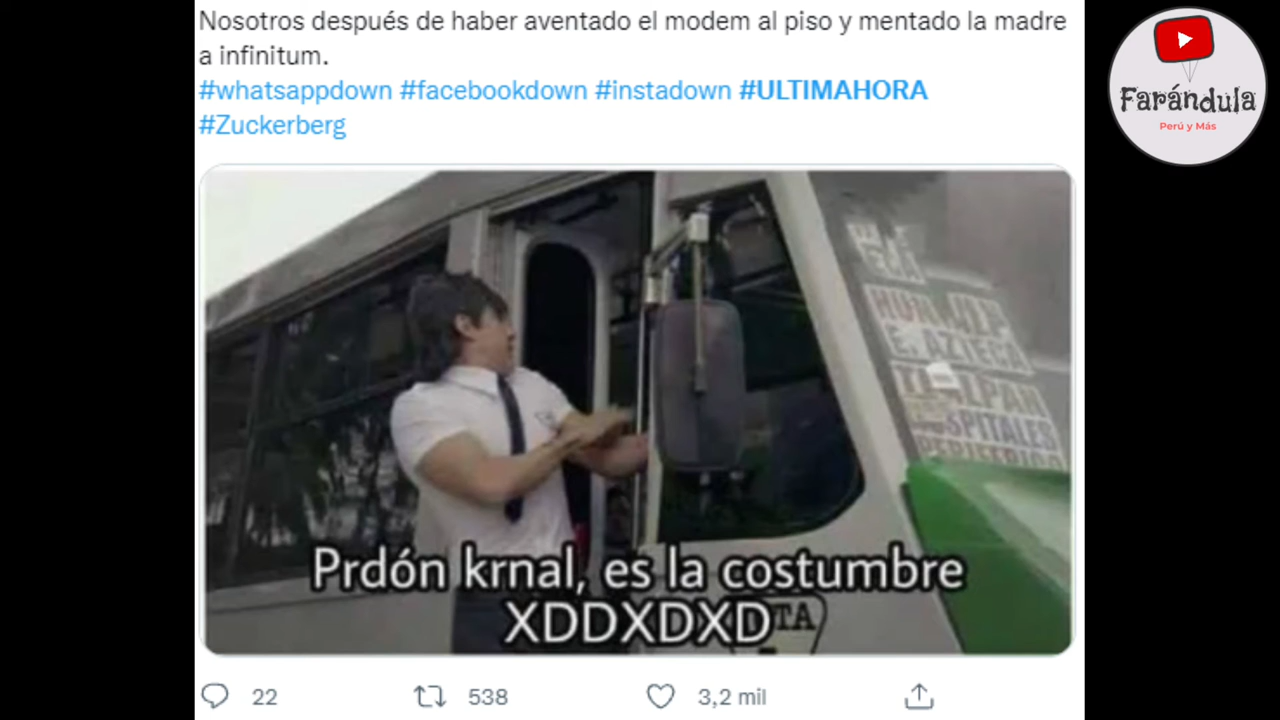 Nosotros después de haber aventado el modem al piso y mentado la madre
a infinitum.
#whatsappdown #facebookdown #instadown #ULTIMAHORA
#Zuckerberg
Farándula
Perú y Más
E. AZTECA
Prdón krnal, es la costumbre
XDDXDXD
TA
22 538 3,2 mil